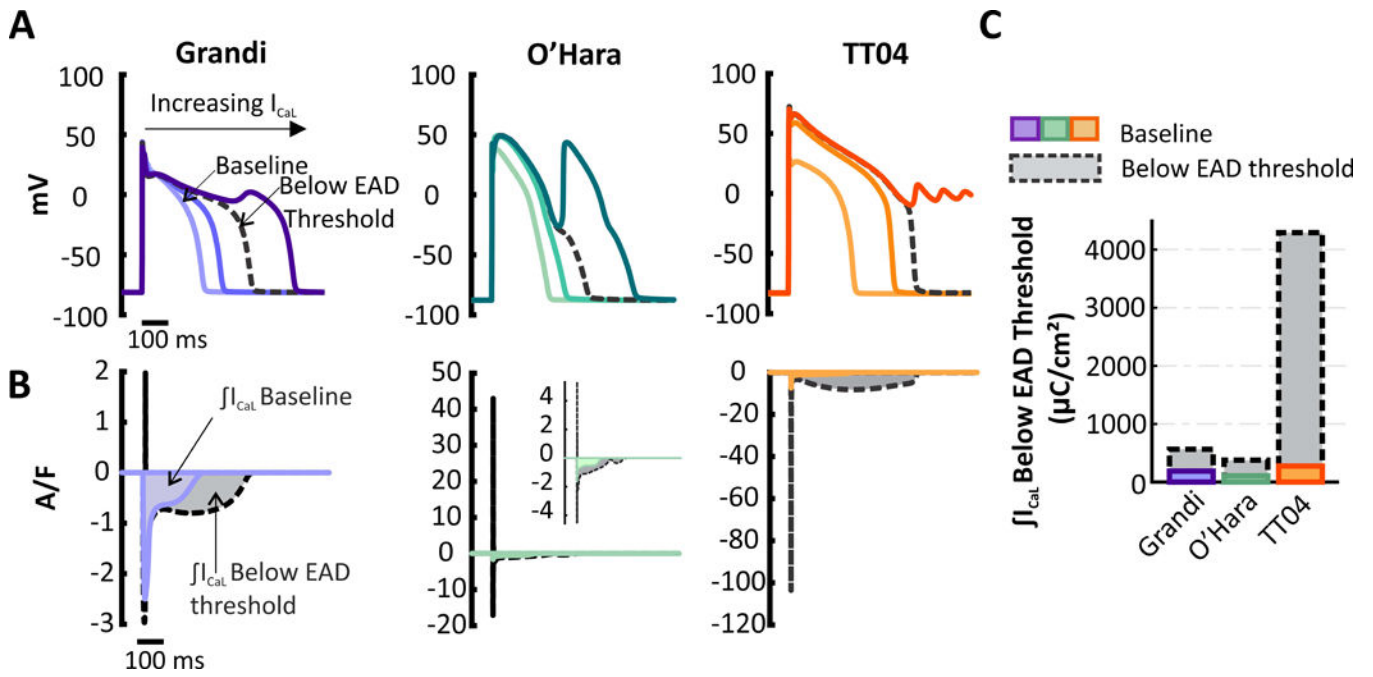 A
Grandi
O'Hara
TT04
100
50
0
-50
-100
mV
Increasing I_CaL
Baseline
Below EAD
Threshold
100 ms
100
50
0
-50
-100
100
50
0
-50
-100
B
2
1
0
-1
-2
-3
A/F
∫I_CaL Baseline
∫I_CaL Below EAD
threshold
100 ms
50
40
30
20
10
0
-10
-20
4
2
0
-2
-4
0
-20
-40
-60
-80
-100
-120
C
Baseline
Below EAD threshold
∫I_CaL Below EAD Threshold
(µC/cm²)
4000
3000
2000
1000
0
Grandi
O'Hara
TT04